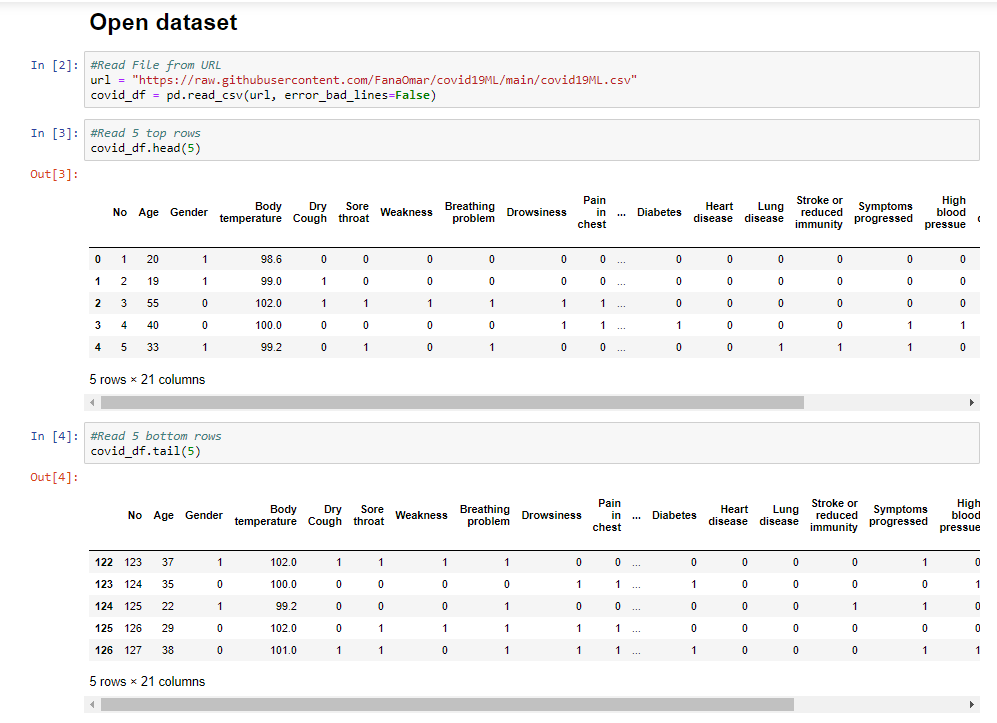 Open dataset
In [2]: #Read File from URL
url = "https://raw.githubusercontent.com/FanaOmar/covid19ML/main/covid19ML.csv"
covid_df = pd.read_csv(url, error_bad_lines=False)
In [3]: #Read 5 top rows
covid_df.head(5)
Out[3]:
No Age Gender Body temperature Dry Cough Sore throat Weakness Breathing problem Drowsiness Pain in chest ... Diabetes Heart disease Lung disease Stroke or reduced immunity Symptoms progressed High blood pressue
0 1 20 1 98.6 0 0 0 0 0 0 ... 0 0 0 0 0 0
1 2 19 1 99.0 1 0 0 0 0 0 ... 0 0 0 0 0 0
2 3 55 0 102.0 1 1 1 1 1 1 ... 0 0 0 0 0 0
3 4 40 0 100.0 0 0 0 0 1 1 ... 1 0 0 0 1 1
4 5 33 1 99.2 0 1 0 1 0 0 ... 0 0 1 1 1 0
5 rows × 21 columns
In [4]: #Read 5 bottom rows
covid_df.tail(5)
Out[4]:
No Age Gender Body temperature Dry Cough Sore throat Weakness Breathing problem Drowsiness Pain in chest ... Diabetes Heart disease Lung disease Stroke or reduced immunity Symptoms progressed High blood pressue
122 123 37 1 102.0 1 1 1 1 0 0 ... 0 0 0 0 1 0
123 124 35 0 100.0 0 0 0 0 1 1 ... 1 0 0 0 0 1
124 125 22 1 99.2 0 0 0 1 0 0 ... 0 0 0 1 1 0
125 126 29 0 102.0 0 1 1 1 1 1 ... 0 0 0 0 0 0
126 127 38 0 101.0 1 1 0 1 1 1 ... 1 0 0 0 1 1
5 rows × 21 columns